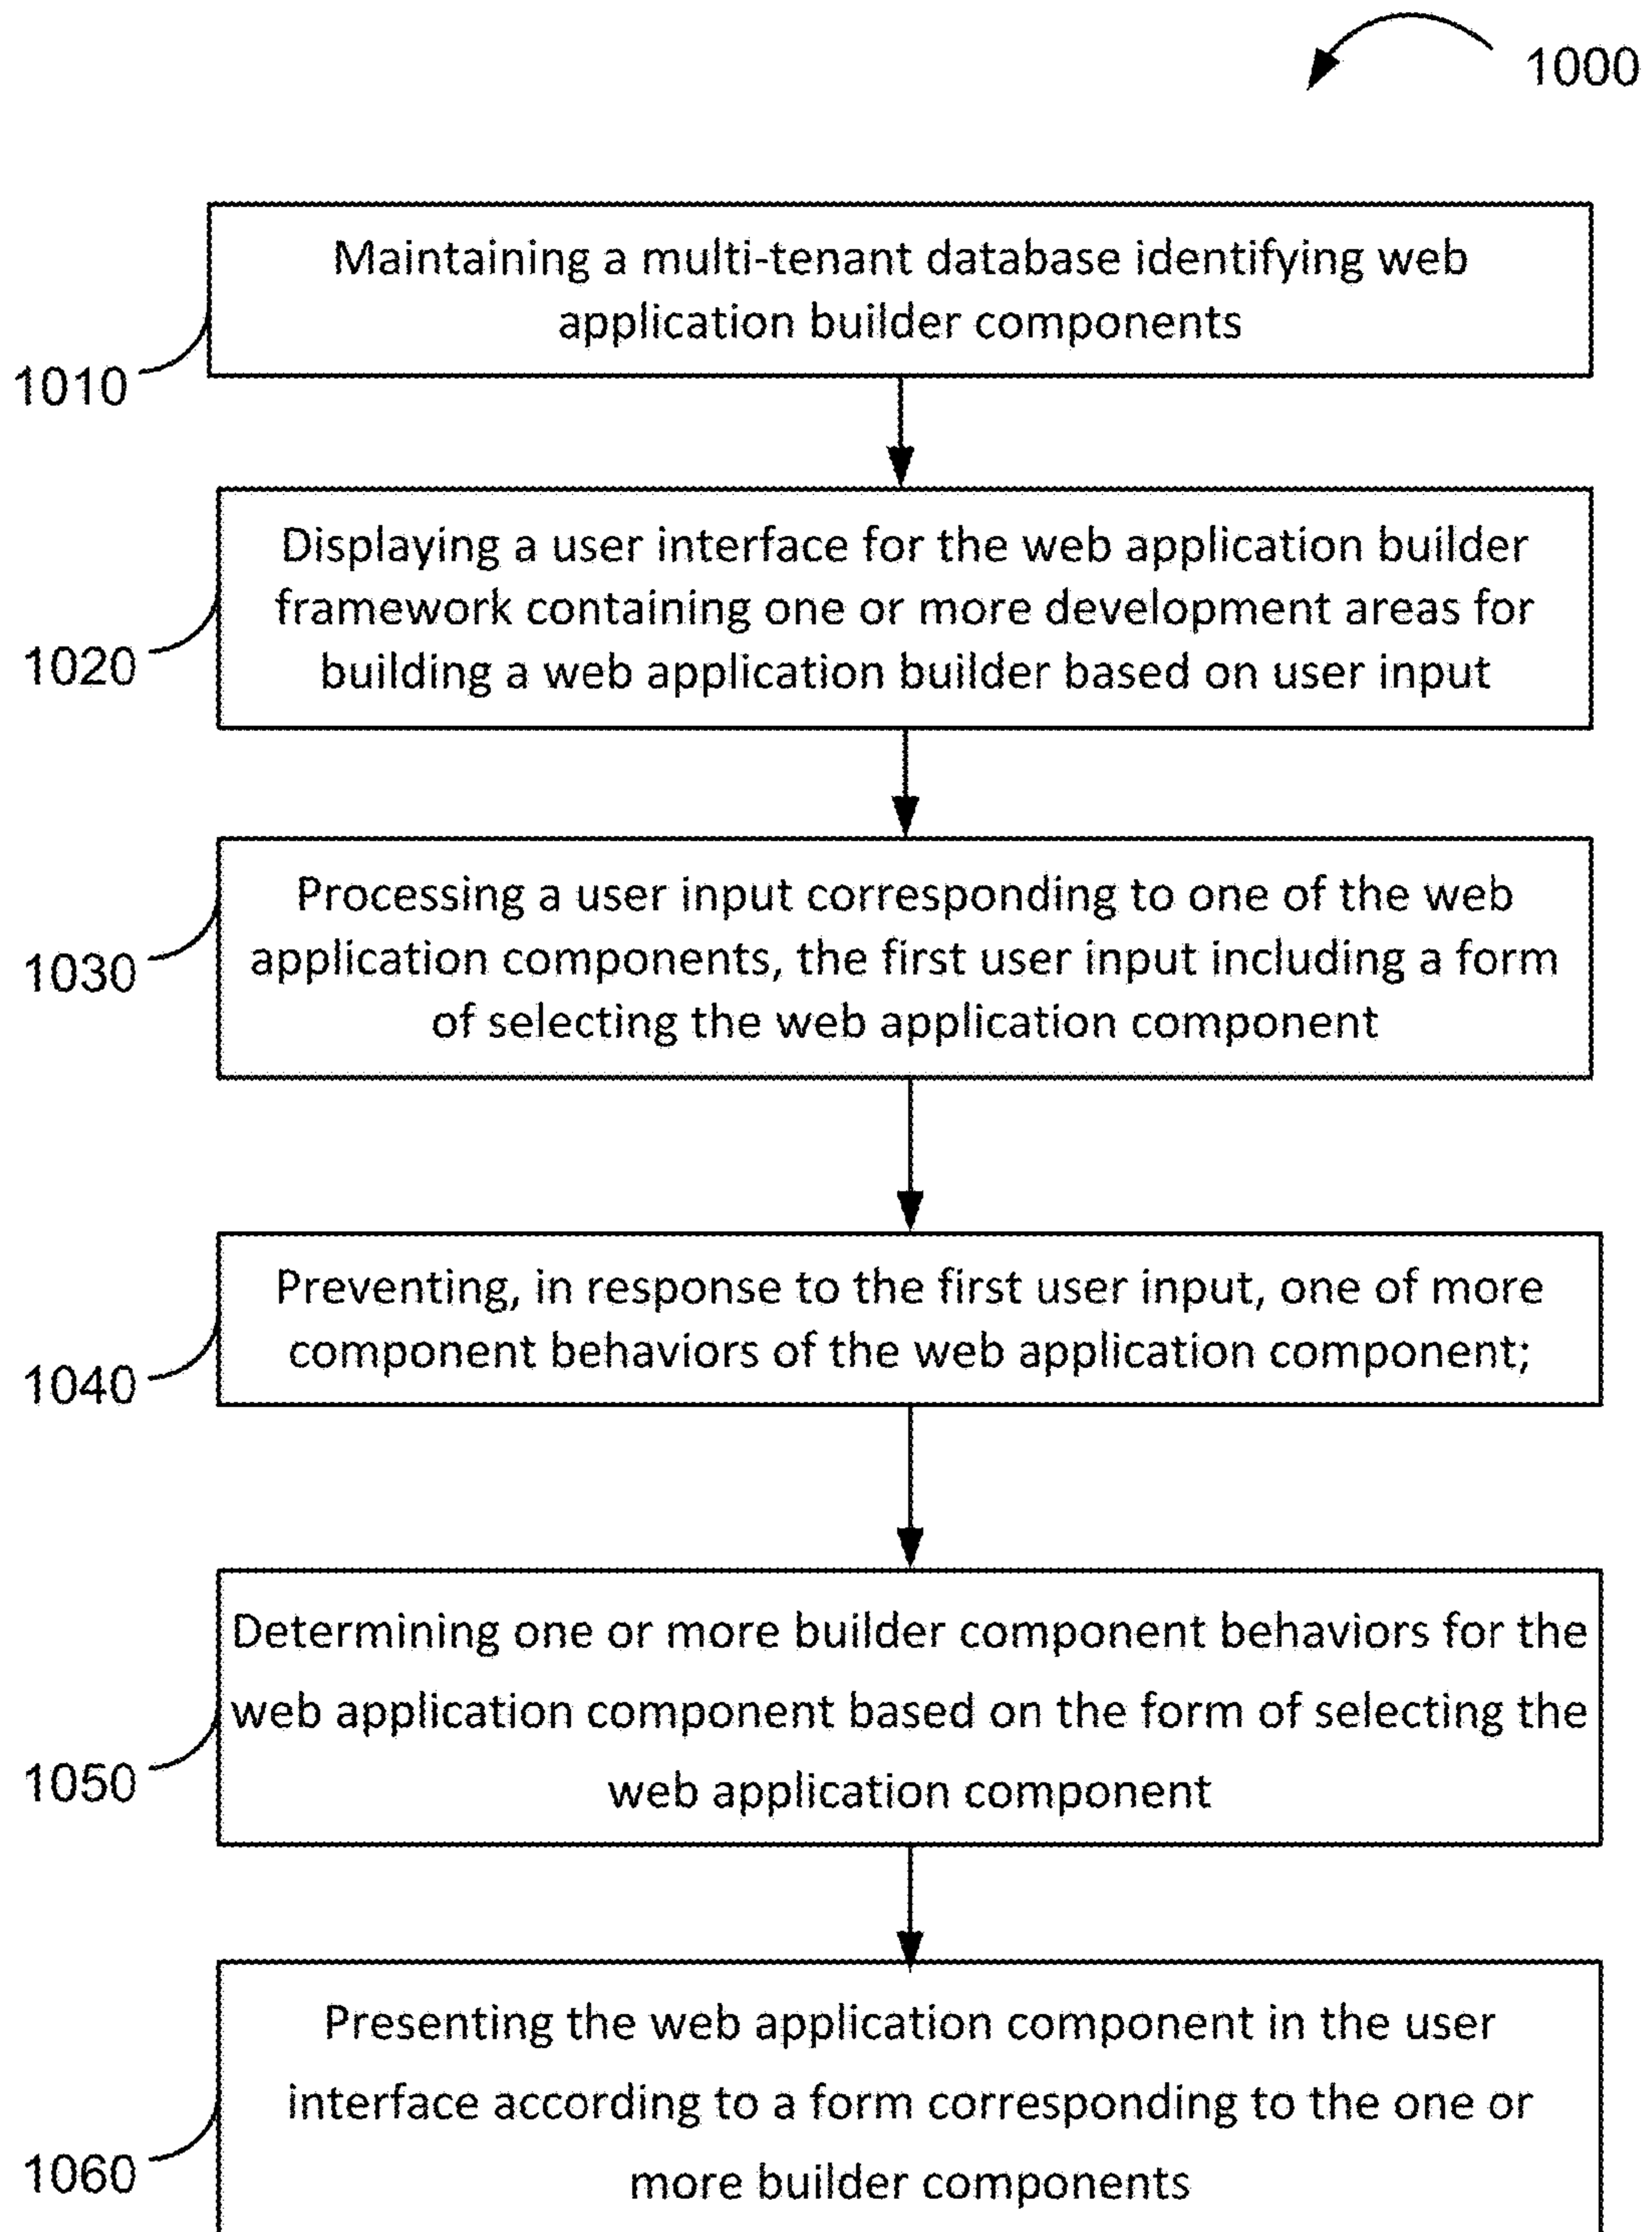 1000
Maintaining a multi-tenant database identifying web
application builder components
1010
Displaying a user interface for the web application builder
framework containing one or more development areas for
building a web application builder based on user input
1020
Processing a user input corresponding to one of the web
application components, the first user input including a form
of selecting the web application component
1030
Preventing, in response to the first user input, one of more
component behaviors of the web application component;
1040
Determining one or more builder component behaviors for the
web application component based on the form of selecting the
web application component
1050
Presenting the web application component in the user
interface according to a form corresponding to the one or
more builder components
1060